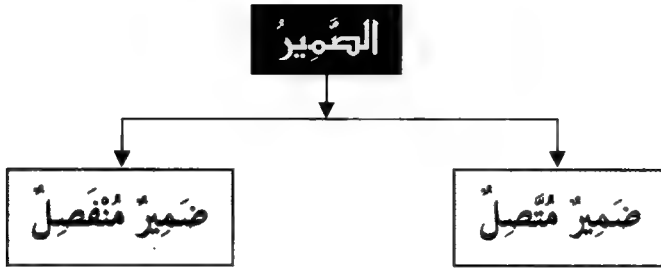 الضَّمِيرُ
ضَمِيرٌ مُتَّصِلٌ
ضَمِيرٌ مُنْفَصِلٌ